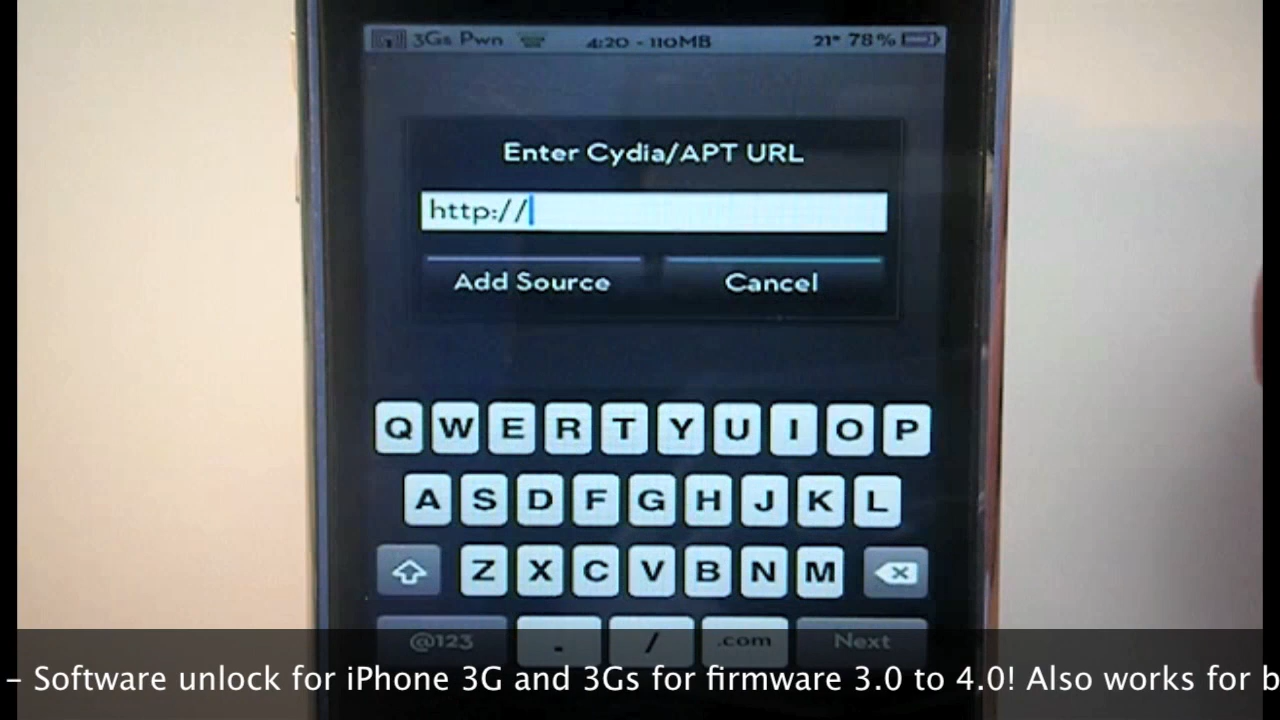 3Gs Pwn 4:20 - 110MB 21° 78%
Enter Cydia/APT URL
http://
Add Source Cancel
Q W E R T Y U I O P
A S D F G H J K L
Z X C V B N M
@123 . / .com Next
– Software unlock for iPhone 3G and 3Gs for firmware 3.0 to 4.0! Also works for b